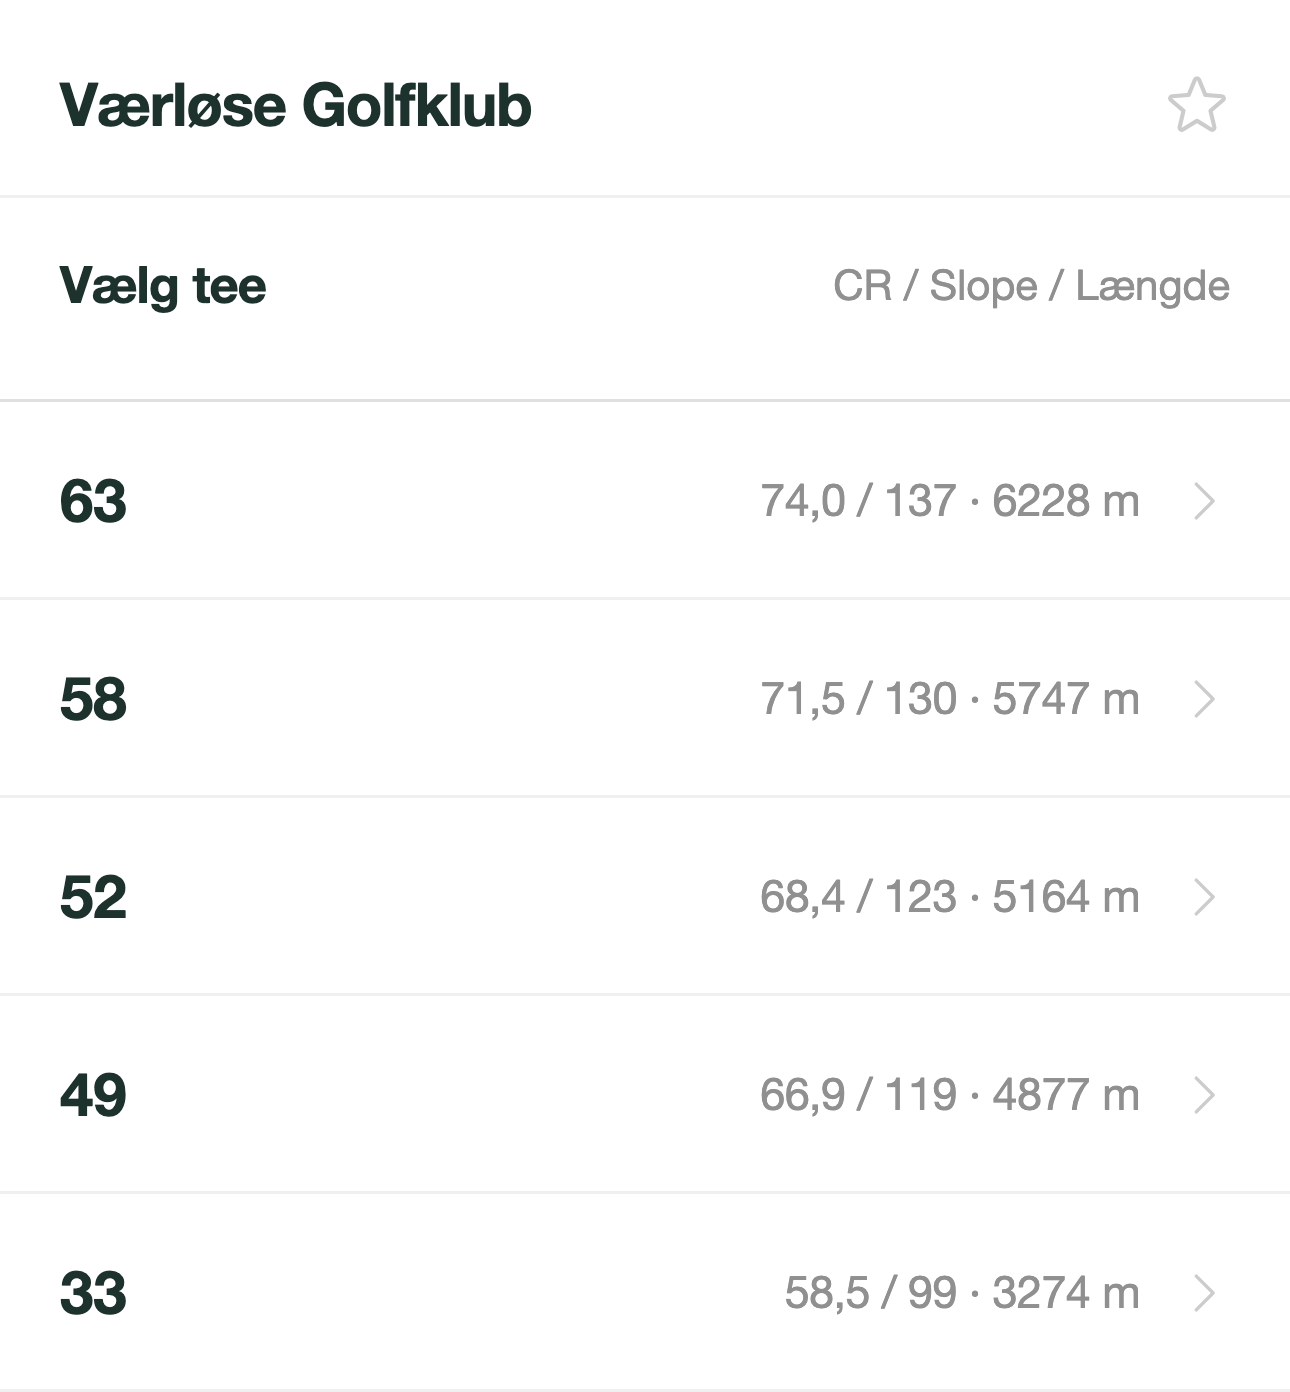 Værløse Golfklub
Vælg tee CR / Slope / Længde
63 74,0 / 137 · 6228 m
58 71,5 / 130 · 5747 m
52 68,4 / 123 · 5164 m
49 66,9 / 119 · 4877 m
33 58,5 / 99 · 3274 m